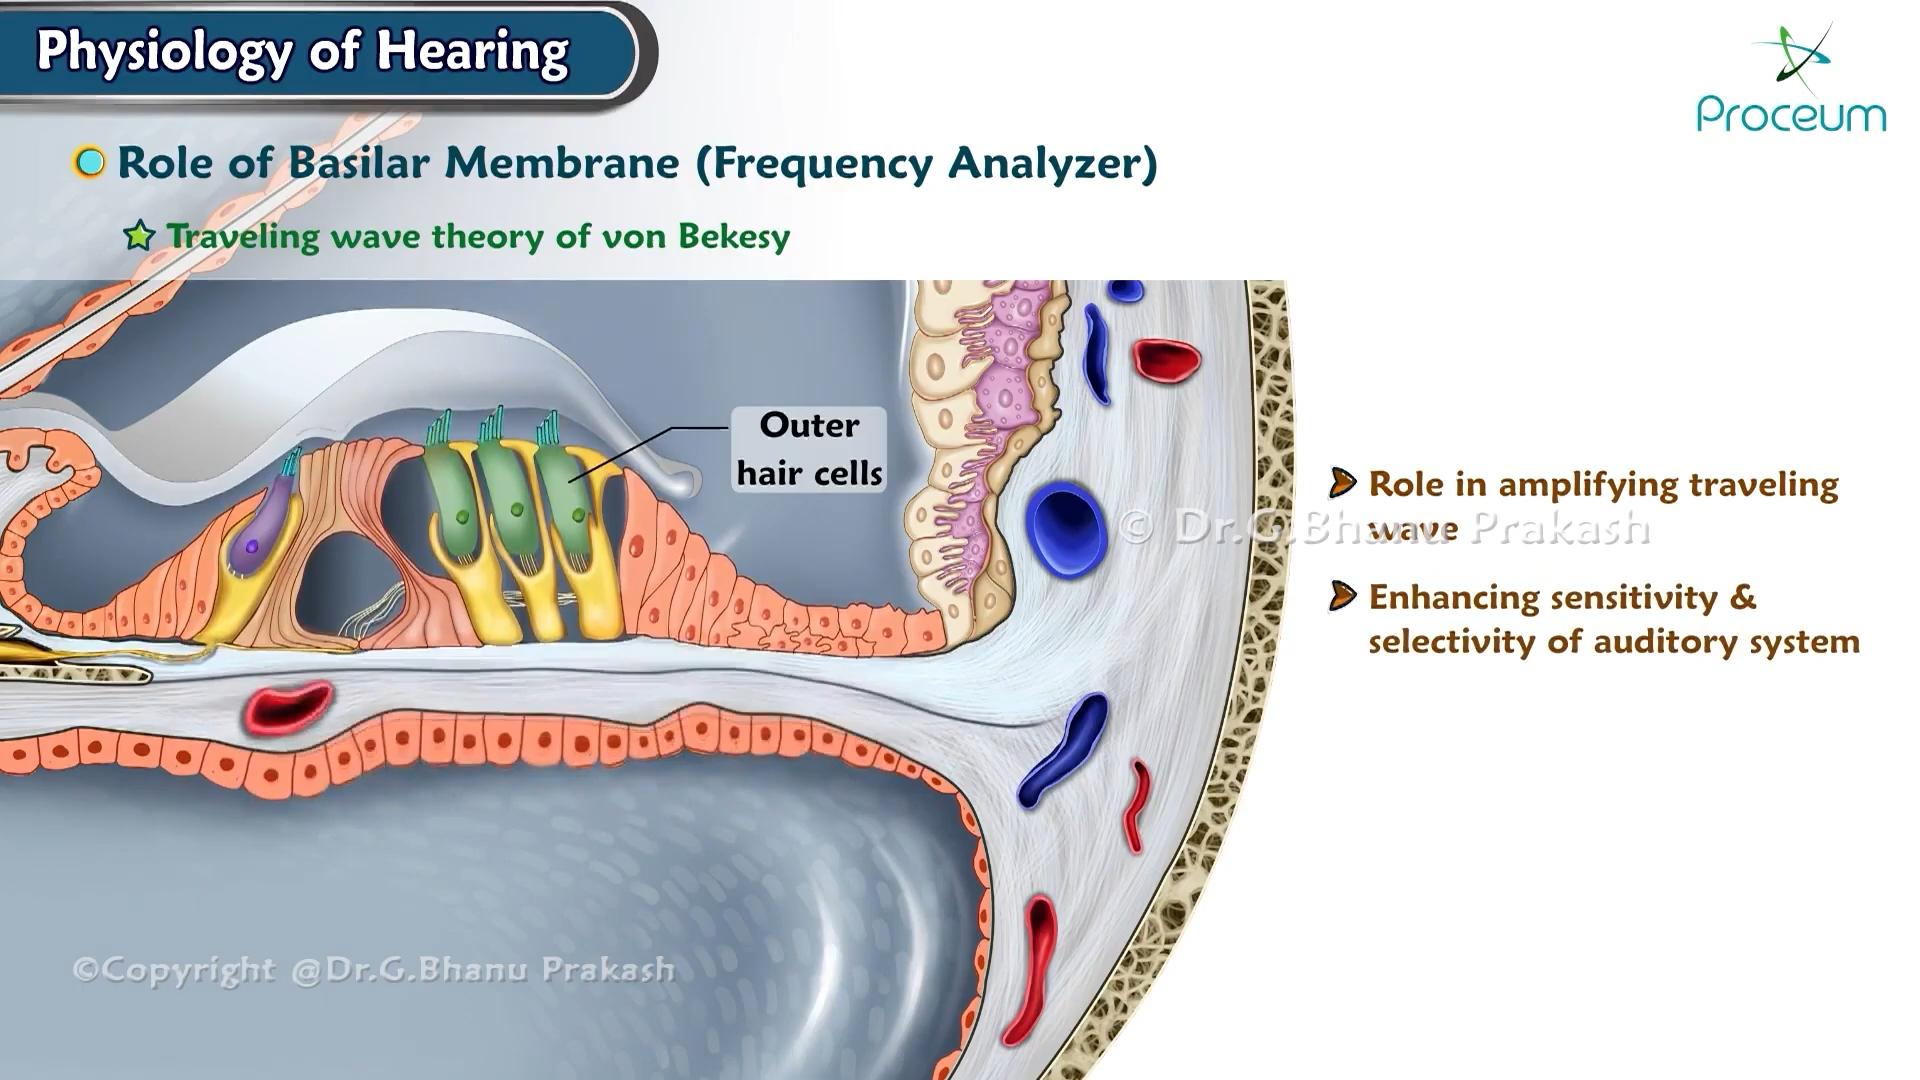 Physiology of Hearing
Proceum
Role of Basilar Membrane (Frequency Analyzer)
Traveling wave theory of von Bekesy
Outer
hair cells
Role in amplifying traveling
wave
© Dr.G.Bhanu Prakash
Enhancing sensitivity &
selectivity of auditory system
©Copyright @Dr.G.Bhanu Prakash